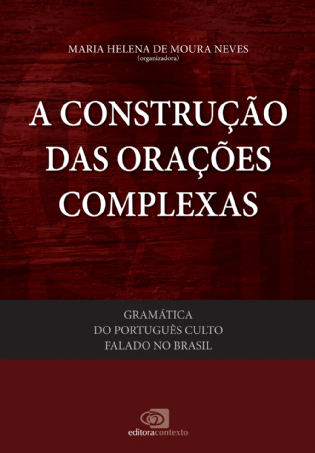 MARIA HELENA DE MOURA NEVES
(organizadora)
A CONSTRUÇÃO
DAS ORAÇÕES
COMPLEXAS
GRAMÁTICA
DO PORTUGUÊS CULTO
FALADO NO BRASIL
editoracontexto